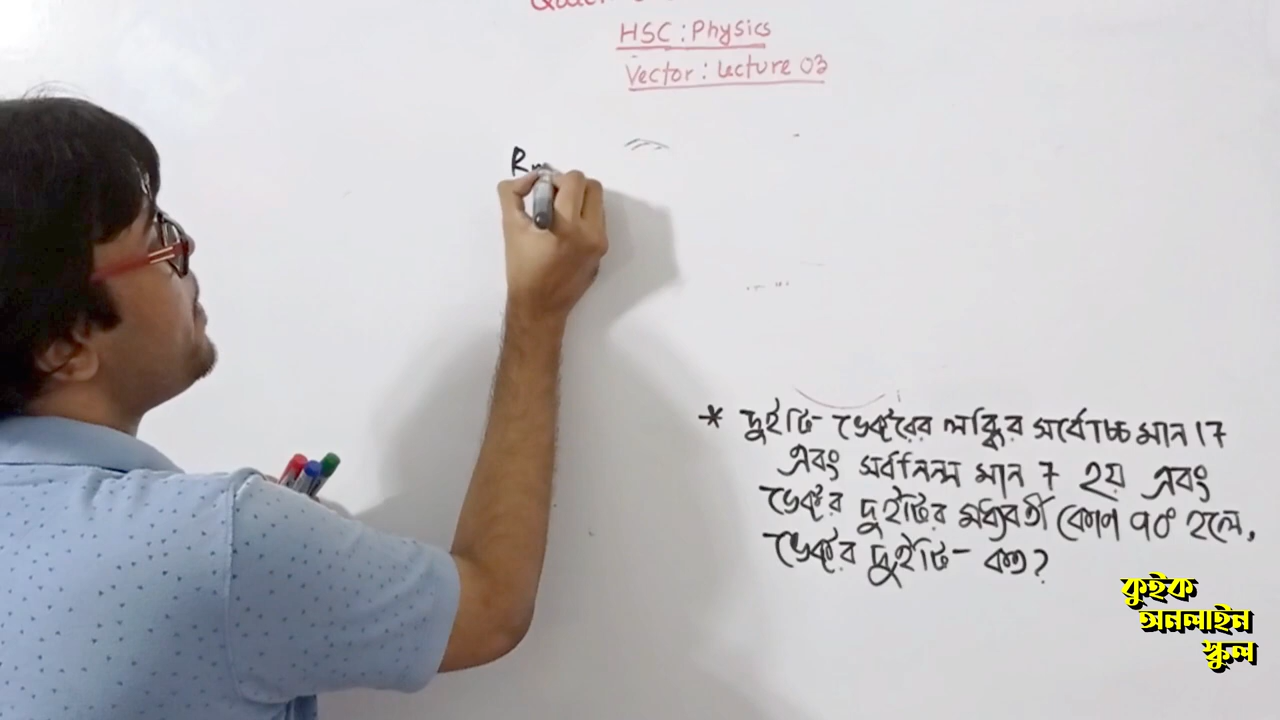 HSC : Physics
Vector : Lecture 03
R
* দুইটি ভেক্টরের লব্ধির সর্বোচ্চ মান 17
এবং সর্বনিম্ন মান 7 হয় এবং
ভেক্টর দুইটির মধ্যবর্তী কোণ ৭০° হলে,
ভেক্টর দুইটি কত?
কুইক
অনলাইন
স্কুল